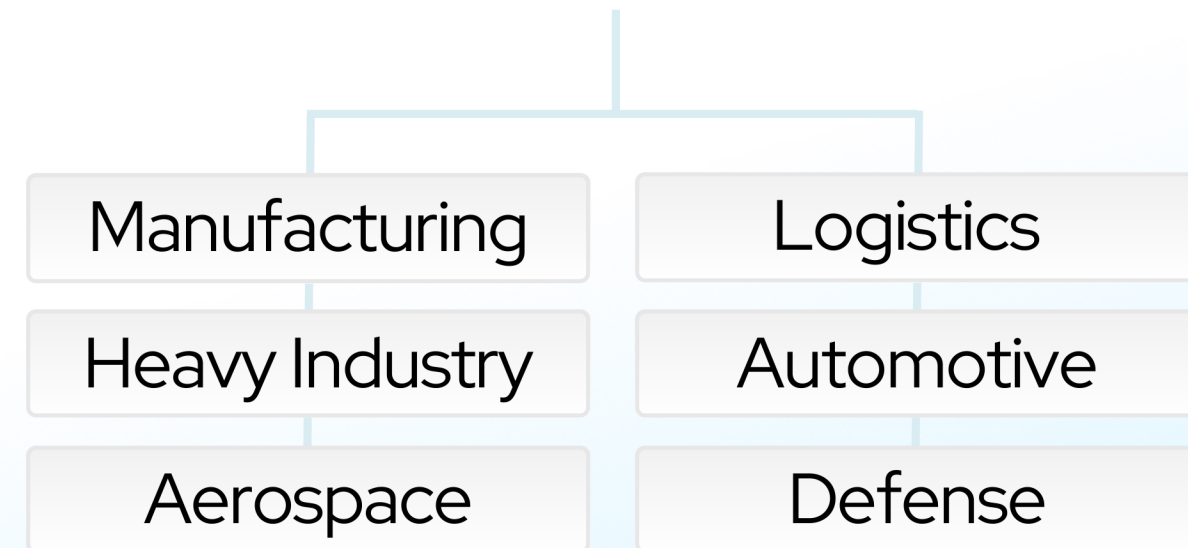 Manufacturing
Logistics
Heavy Industry
Automotive
Aerospace
Defense